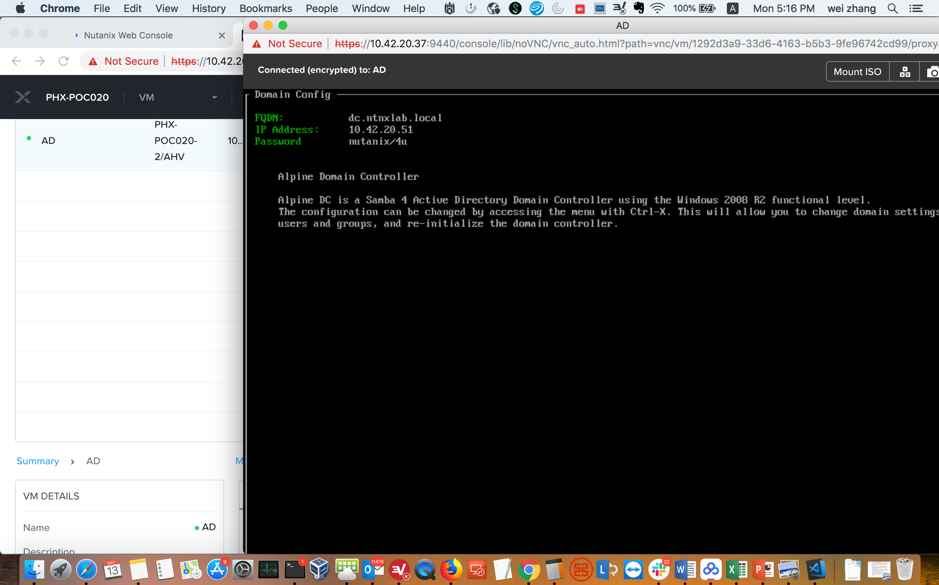 Chrome File Edit View History Bookmarks People Window Help 100% A Mon 5:16 PM wei zhang
Nutanix Web Console
AD
Not Secure https://10.42.2
Not Secure https://10.42.20.37:9440/console/lib/noVNC/vnc_auto.html?path=vnc/vm/1292d3a9-33d6-4163-b5b3-9fe96742cd99/proxy
Connected (encrypted) to: AD
Mount ISO
PHX-POC020 VM
Domain Config
FQDN: dc.ntnxlab.local
IP Address: 10.42.20.51
Password nutanix/4u
PHX-
AD POC020- 10..
2/AHV
Alpine Domain Controller
Alpine DC is a Samba 4 Active Directory Domain Controller using the Windows 2008 R2 functional level.
The configuration can be changed by accessing the menu with Ctrl-X. This will allow you to change domain settings
users and groups, and re-initialize the domain controller.
Summary > AD M
VM DETAILS
Name AD
Description
13